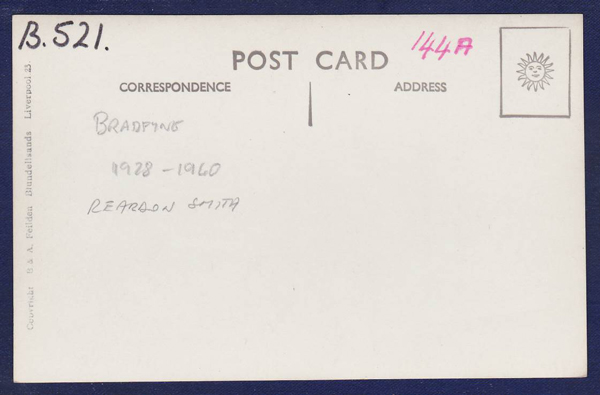 B.521.
144A
POST CARD
CORRESPONDENCE
ADDRESS
BRADFYNE
1928-1960
REARDON SMITH
Copyright B & A. Feilden Blundellsands Liverpool 23